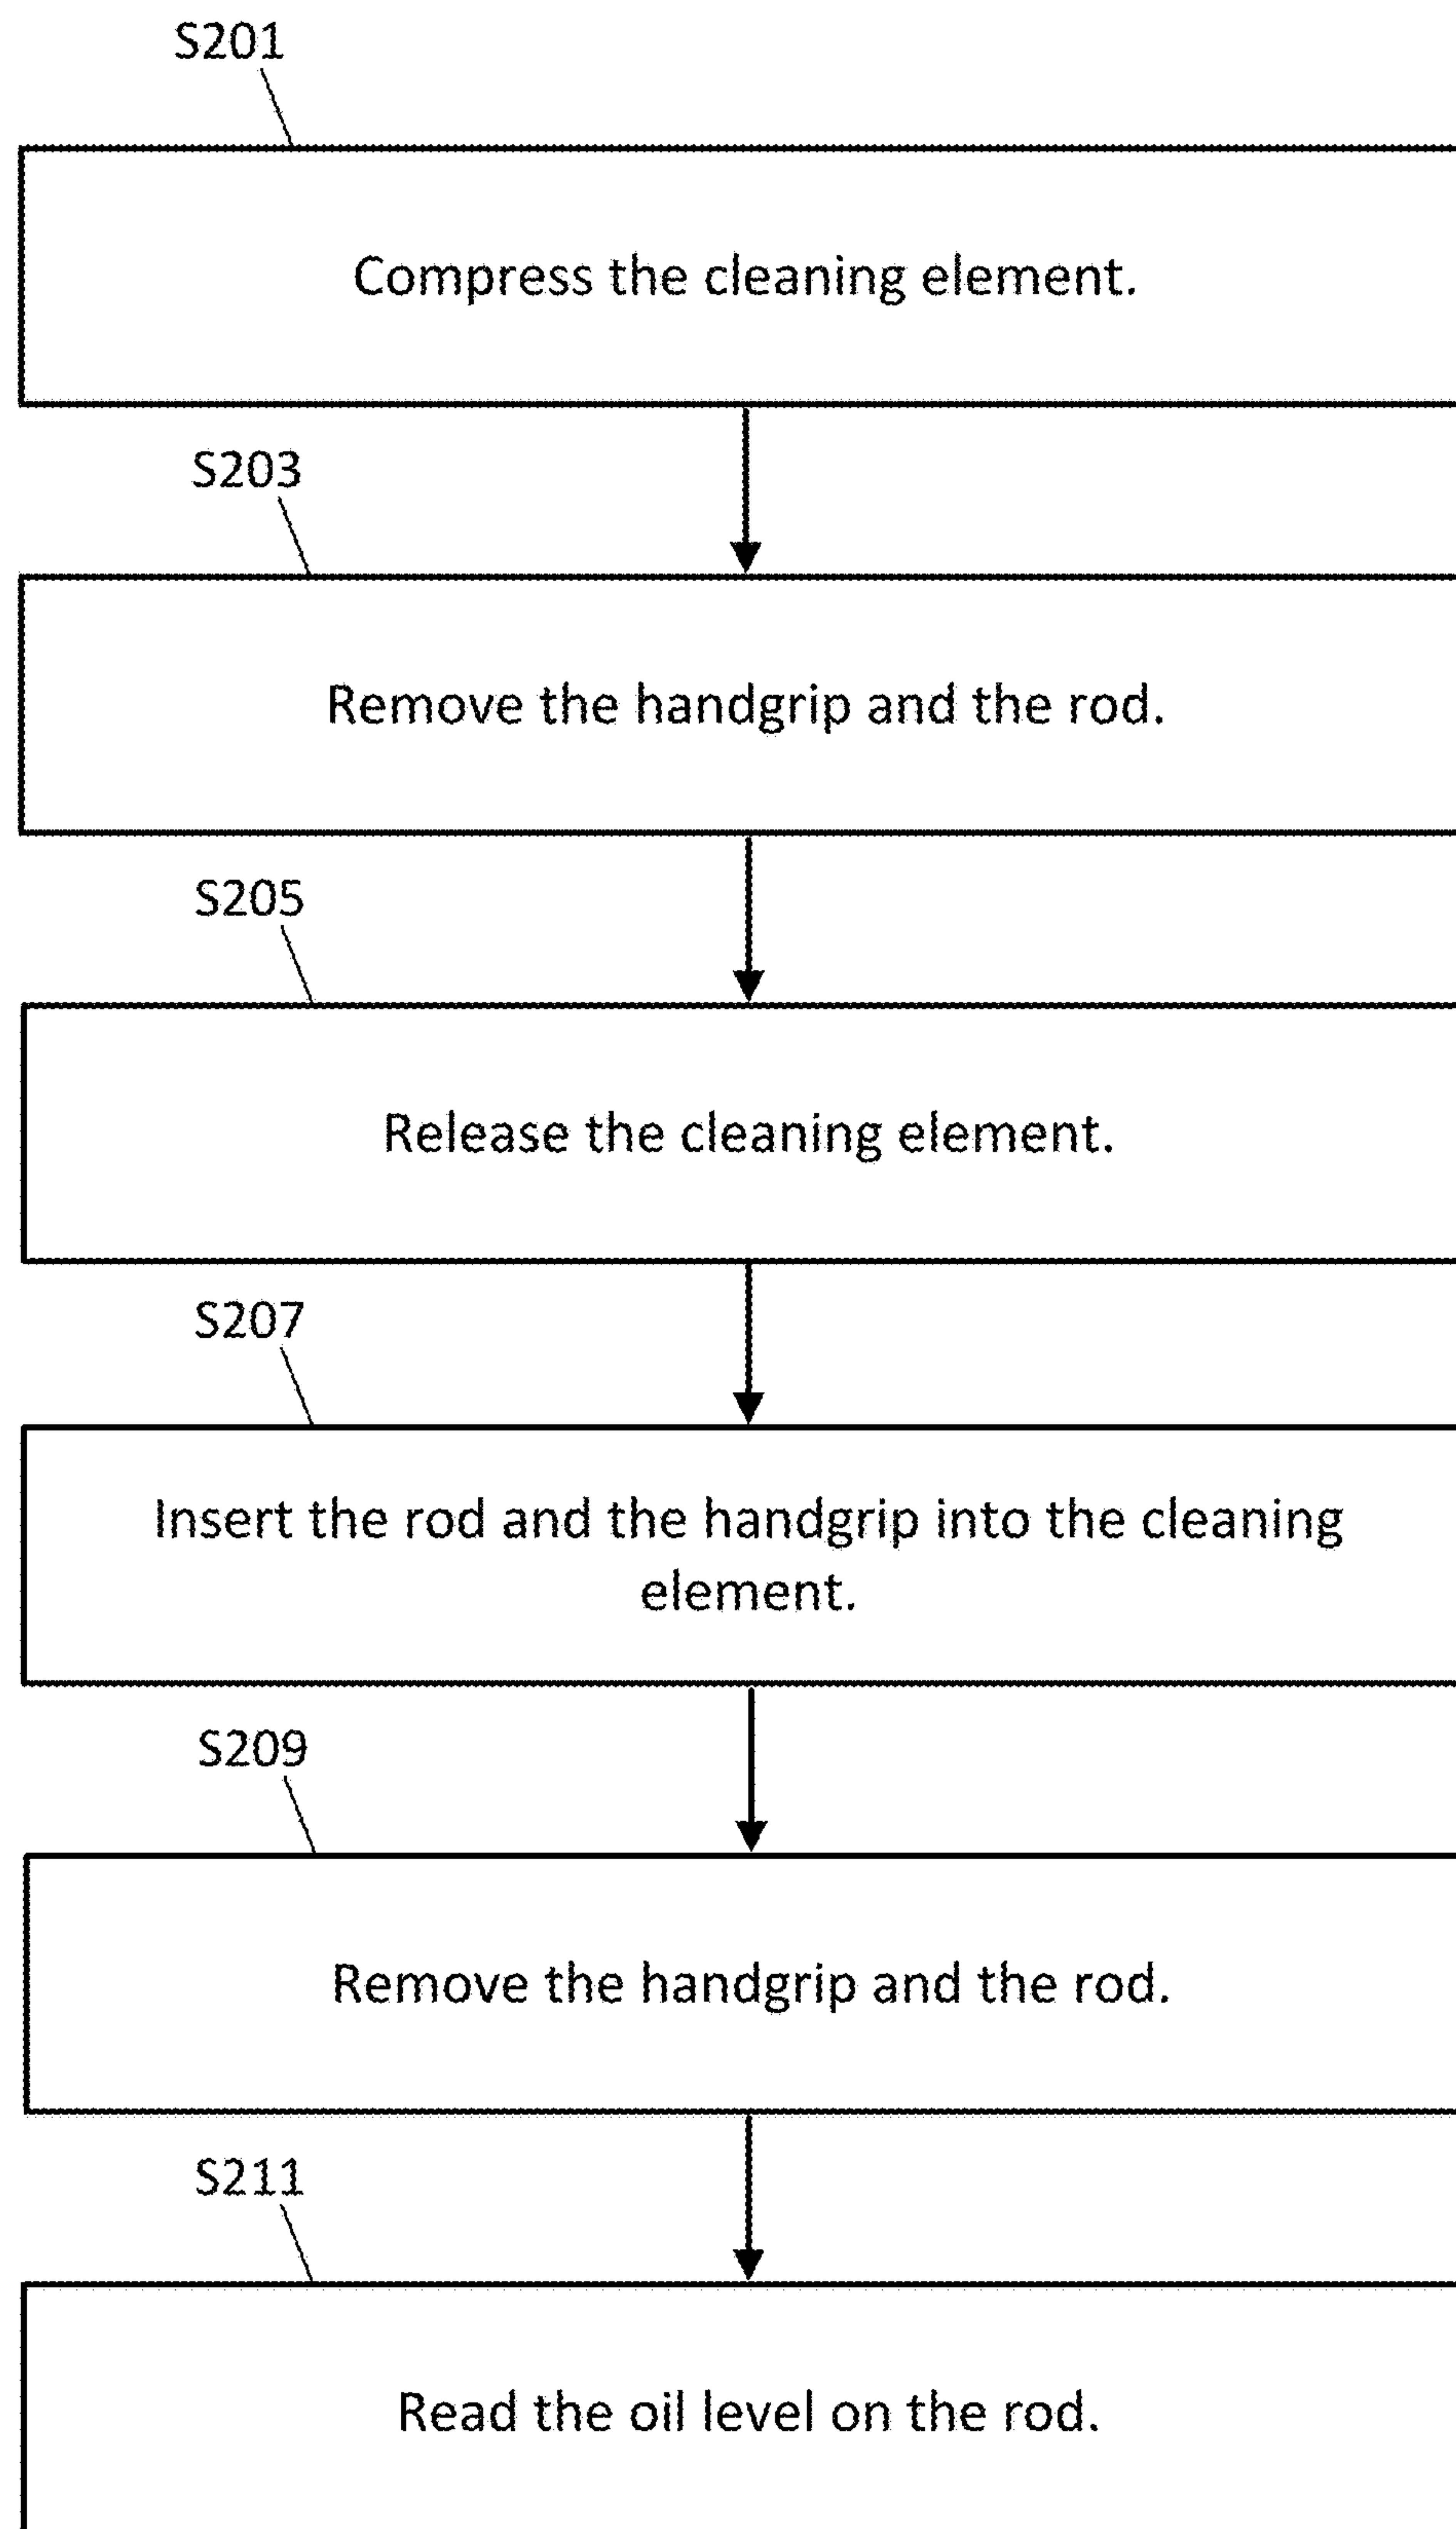 S201
Compress the cleaning element.
S203
Remove the handgrip and the rod.
S205
Release the cleaning element.
S207
Insert the rod and the handgrip into the cleaning
element.
S209
Remove the handgrip and the rod.
S211
Read the oil level on the rod.